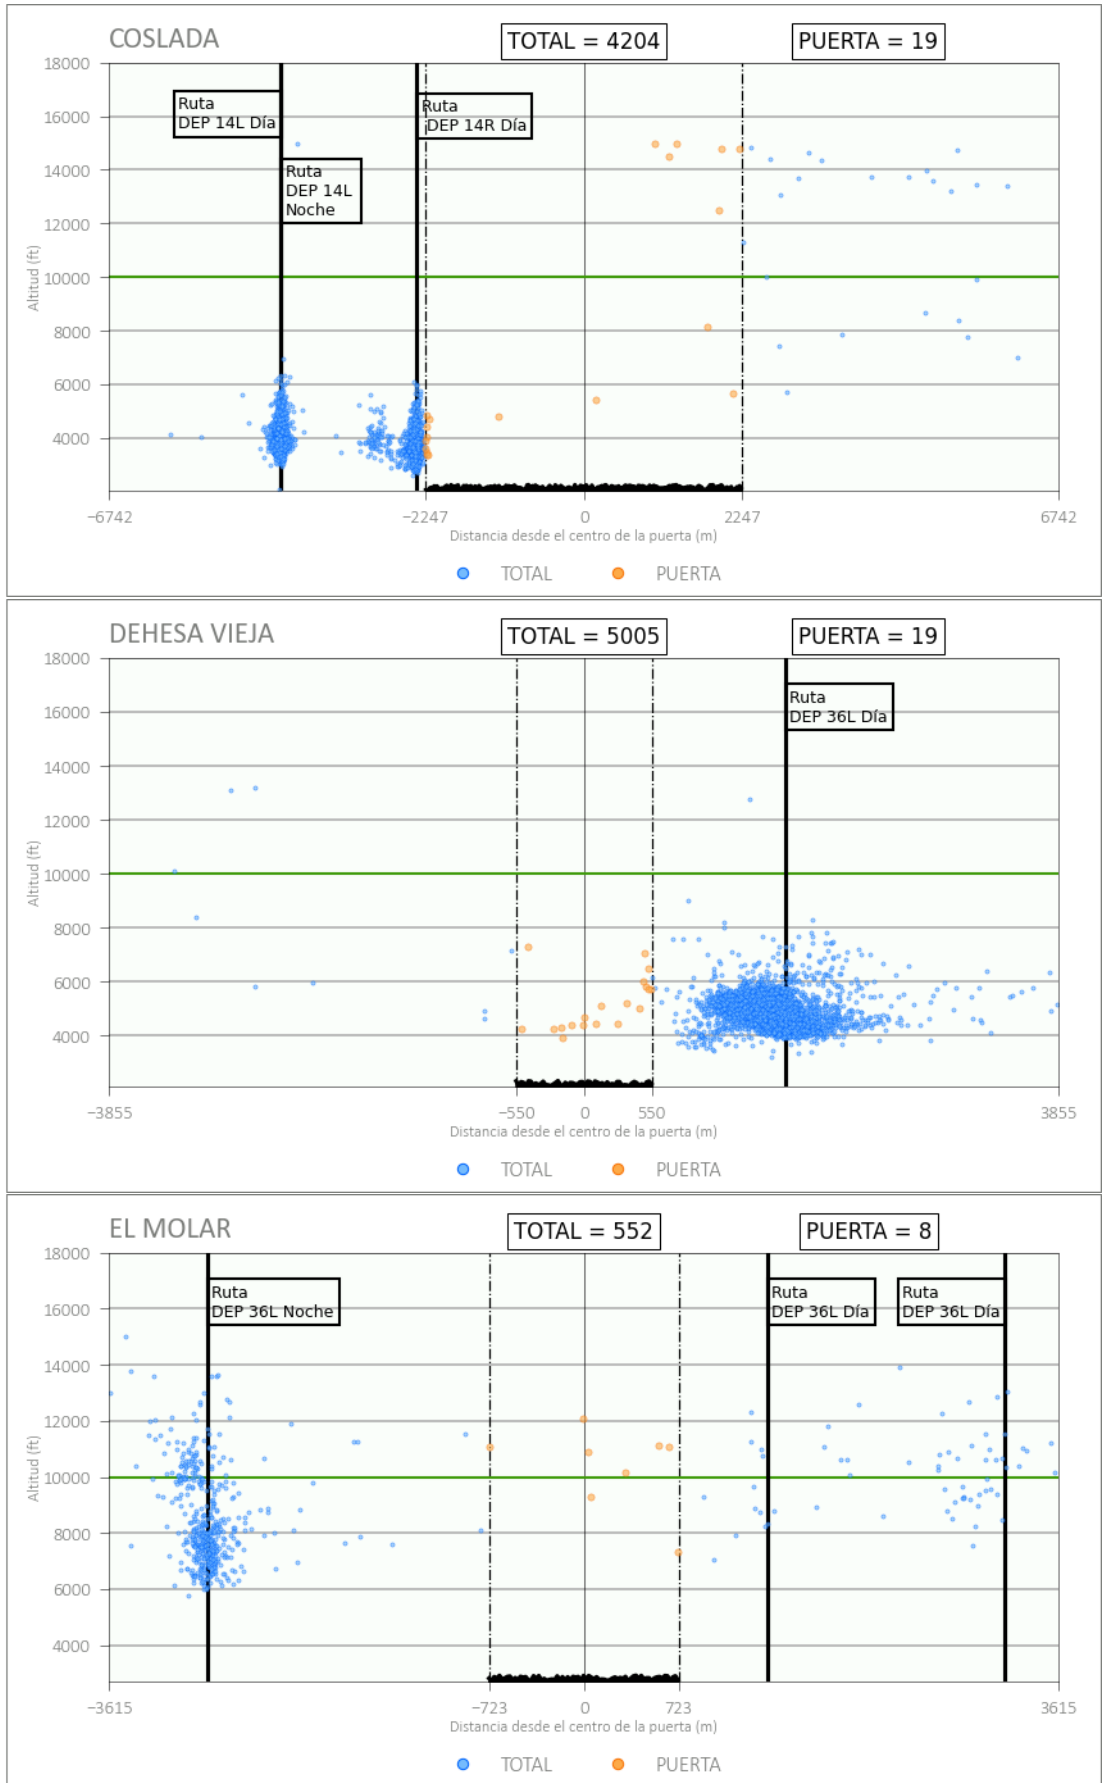 COSLADA
TOTAL = 4204
PUERTA = 19
18000
16000
14000
12000
10000
8000
6000
4000
Altitud (ft)
Ruta
DEP 14L Día
Ruta
DEP 14L
Noche
Ruta
DEP 14R Día
−6742
−2247
0
2247
6742
Distancia desde el centro de la puerta (m)
TOTAL
PUERTA
DEHESA VIEJA
TOTAL = 5005
PUERTA = 19
18000
16000
14000
12000
10000
8000
6000
4000
Altitud (ft)
Ruta
DEP 36L Día
−3855
−550
0
550
3855
Distancia desde el centro de la puerta (m)
TOTAL
PUERTA
EL MOLAR
TOTAL = 552
PUERTA = 8
18000
16000
14000
12000
10000
8000
6000
4000
Altitud (ft)
Ruta
DEP 36L Noche
Ruta
DEP 36L Día
Ruta
DEP 36L Día
−3615
−723
0
723
3615
Distancia desde el centro de la puerta (m)
TOTAL
PUERTA